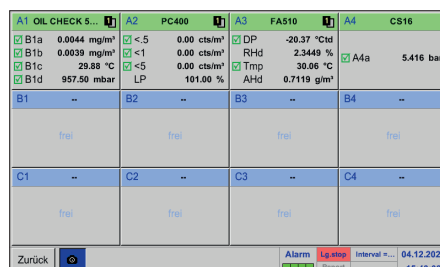 A1 OIL CHECK 5... A2 PC400 A3 FA510 A4 CS16
B1a 0.0044 mg/m³ <.5 0.00 cts/m³ DP -20.37 °Ctd
B1b 0.0039 mg/m³ <1 0.00 cts/m³ RHd 2.3449 % A4a 5.416 bar
B1c 29.88 °C <5 0.00 cts/m³ Tmp 30.06 °C
B1d 957.50 mbar LP 101.00 % AHd 0.7119 g/m³
B1 -- B2 -- B3 -- B4 --
frei frei frei frei
C1 -- C2 -- C3 -- C4 --
frei frei frei frei
Zurück Alarm Lg.stop Interval =... 04.12.202